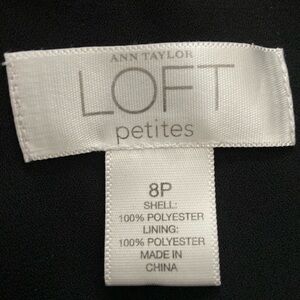 ANN TAYLOR
LOFT
petites
8P
SHELL:
100% POLYESTER
LINING:
100% POLYESTER
MADE IN
CHINA